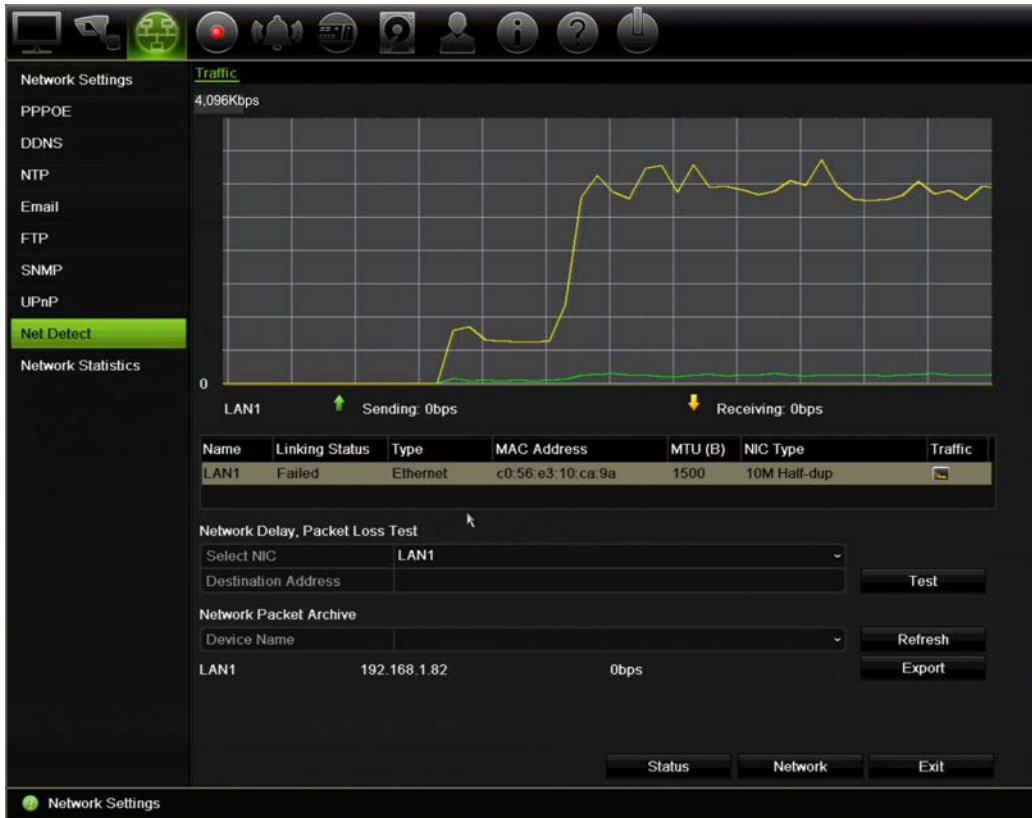 Network Settings
PPPOE
DDNS
NTP
Email
FTP
SNMP
UPnP
Net Detect
Network Statistics
Traffic
4,096Kbps
0
LAN1 Sending: 0bps Receiving: 0bps
Name Linking Status Type MAC Address MTU (B) NIC Type Traffic
LAN1 Failed Ethernet c0:56:e3:10:ca:9a 1500 10M Half-dup
Network Delay, Packet Loss Test
Select NIC LAN1
Destination Address Test
Network Packet Archive
Device Name Refresh
LAN1 192.168.1.82 0bps Export
Status Network Exit
Network Settings